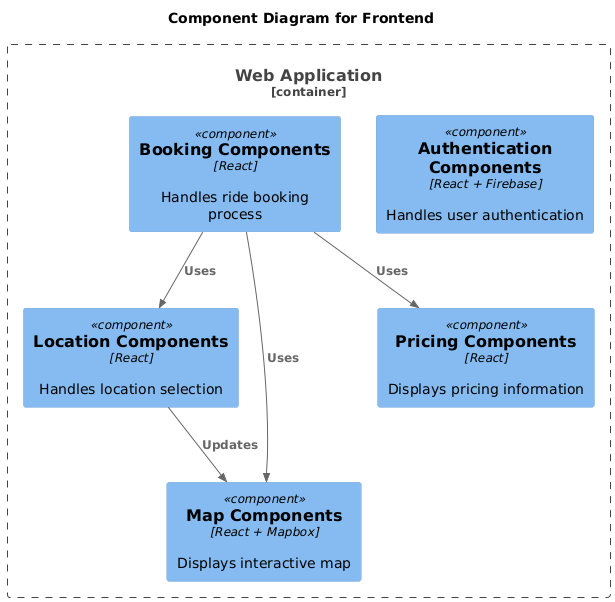 Component Diagram for Frontend
Web Application
[container]
«component»
Booking Components
[React]
Handles ride booking
process
«component»
Authentication
Components
[React + Firebase]
Handles user authentication
Uses
Uses
«component»
Location Components
[React]
Handles location selection
Uses
«component»
Pricing Components
[React]
Displays pricing information
Updates
«component»
Map Components
[React + Mapbox]
Displays interactive map